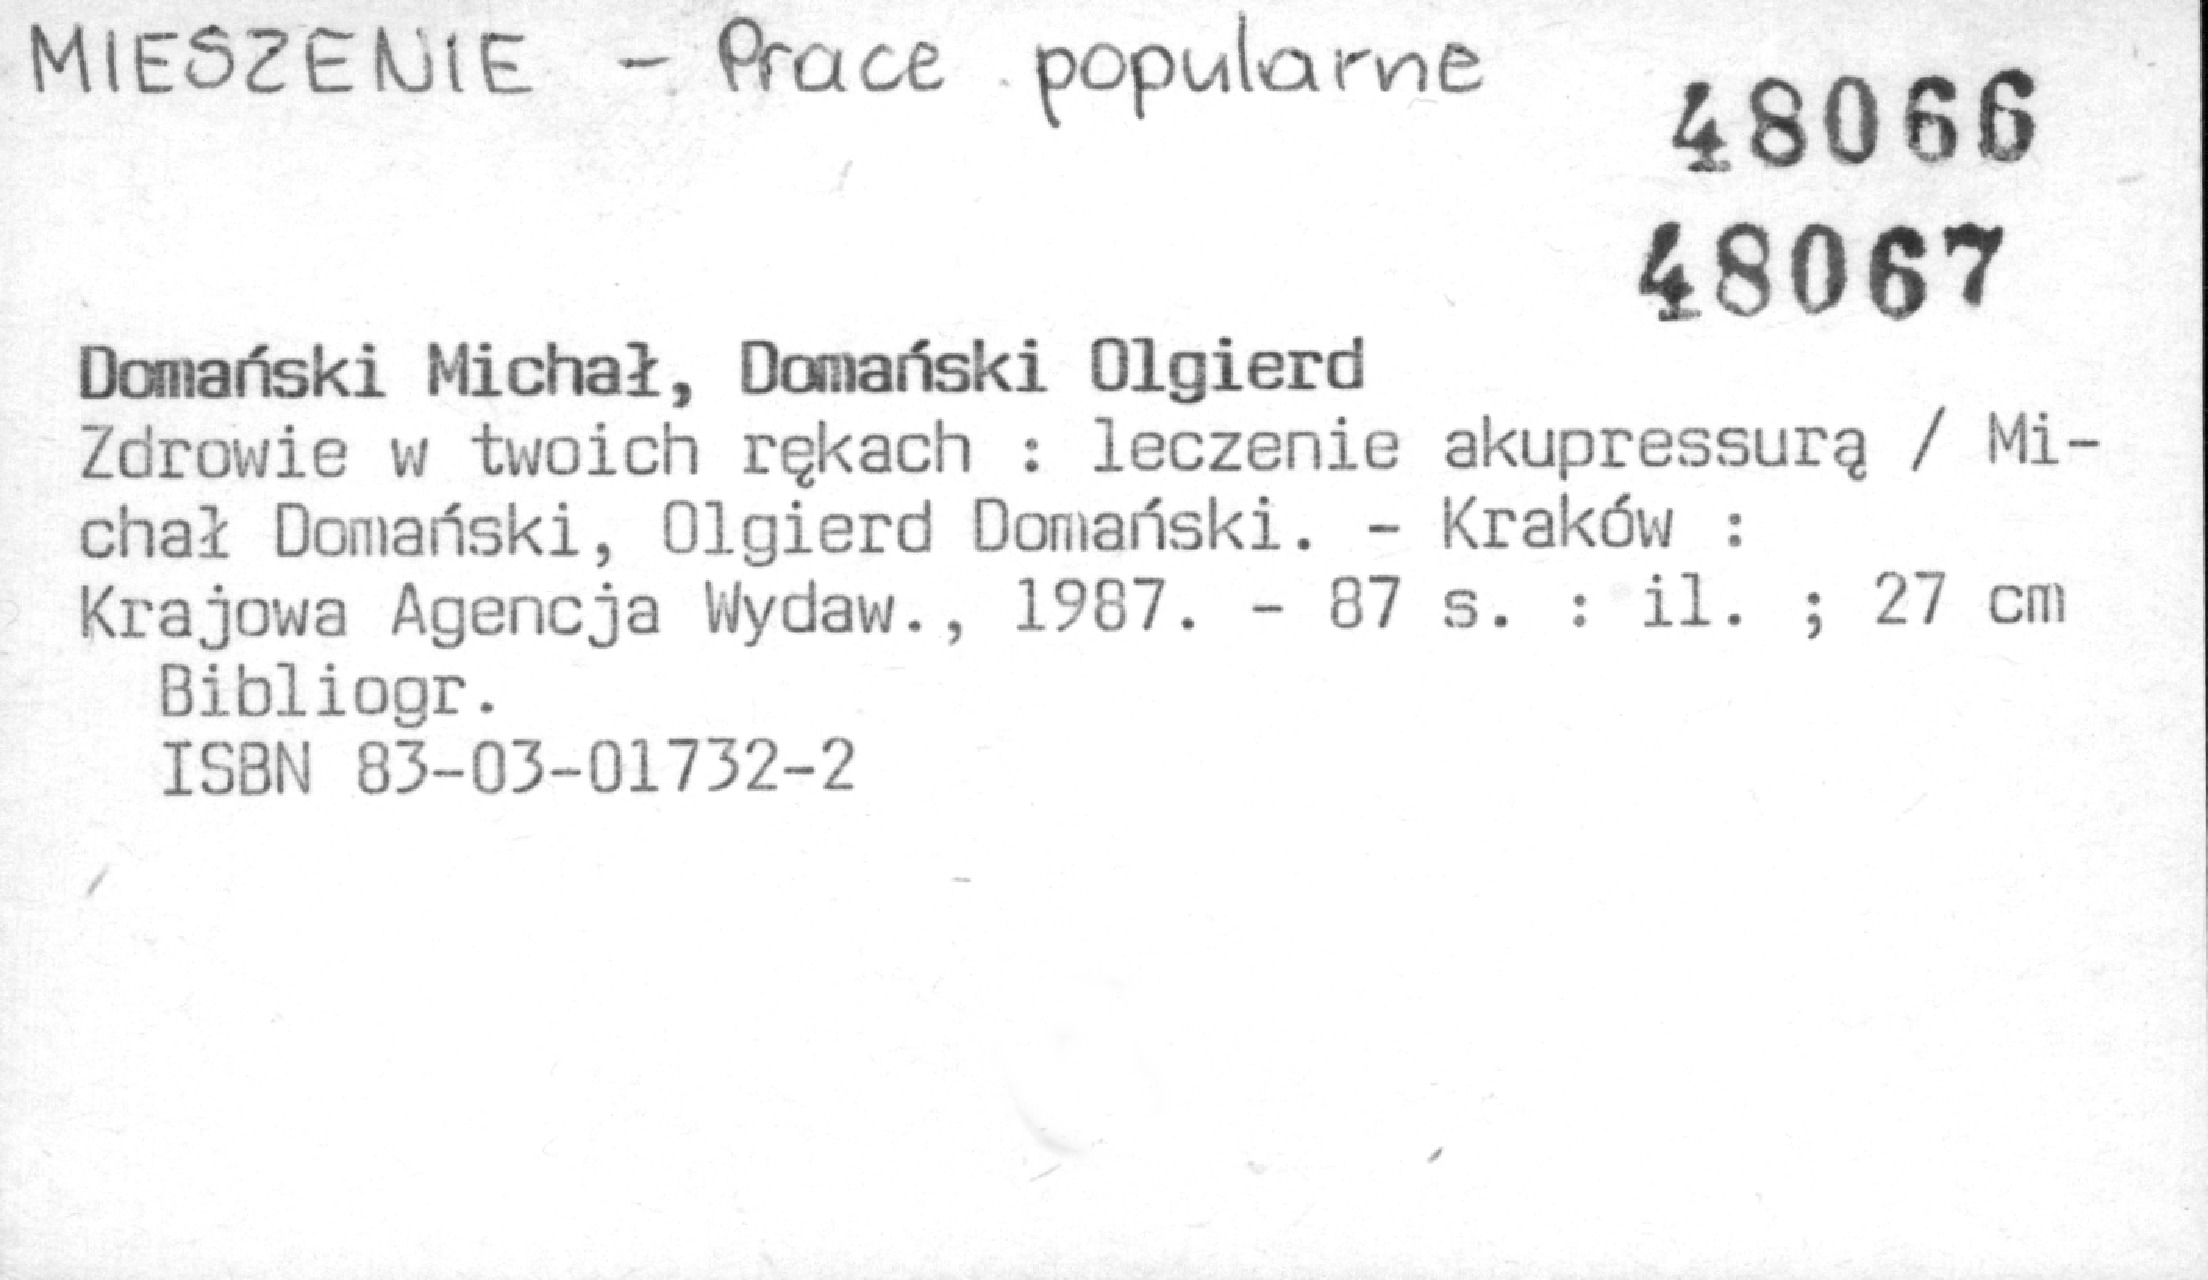 MIESZENIE - Prace popularne
48066
48067
Domański Michał, Domański Olgierd
Zdrowie w twoich rękach : leczenie akupressurą / Mi-
chał Domański, Olgierd Domański. - Kraków :
Krajowa Agencja Wydaw., 1987. - 87 s. : il. ; 27 cm
Bibliogr.
ISBN 83-03-01732-2